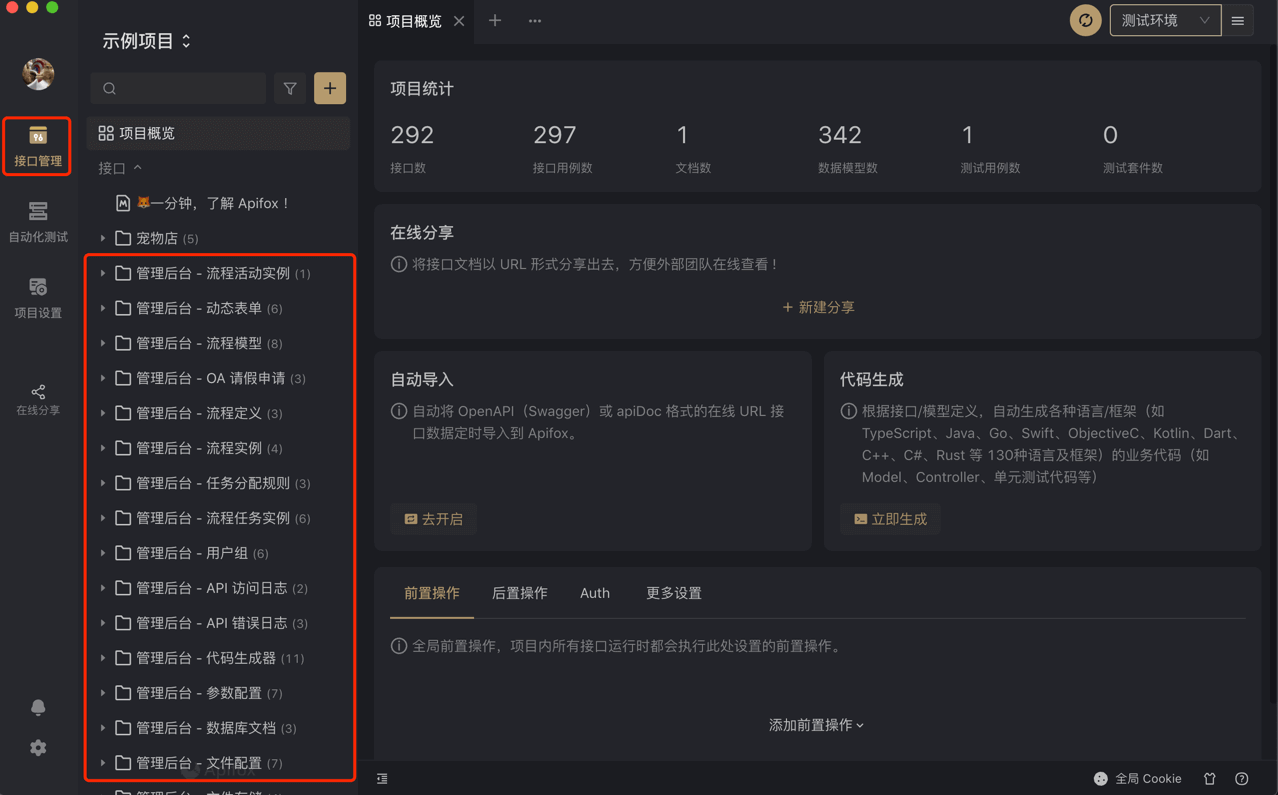 接口管理
自动化测试
项目设置
在线分享
示例项目
项目概览
接口
🦊一分钟，了解 Apifox！
宠物店 (5)
管理后台 - 流程活动实例 (1)
管理后台 - 动态表单 (6)
管理后台 - 流程模型 (8)
管理后台 - OA 请假申请 (3)
管理后台 - 流程定义 (3)
管理后台 - 流程实例 (4)
管理后台 - 任务分配规则 (3)
管理后台 - 流程任务实例 (6)
管理后台 - 用户组 (6)
管理后台 - API 访问日志 (2)
管理后台 - API 错误日志 (3)
管理后台 - 代码生成器 (11)
管理后台 - 参数配置 (7)
管理后台 - 数据库文档 (3)
管理后台 - 文件配置 (7)
Apifox
项目概览
测试环境
项目统计
292 297 1 342 1 0
接口数 接口用例数 文档数 数据模型数 测试用例数 测试套件数
在线分享
将接口文档以 URL 形式分享出去，方便外部团队在线查看！
+ 新建分享
自动导入
自动将 OpenAPI（Swagger）或 apiDoc 格式的在线 URL 接
口数据定时导入到 Apifox。
去开启
代码生成
根据接口/模型定义，自动生成各种语言/框架（如
TypeScript、Java、Go、Swift、ObjectiveC、Kotlin、Dart、
C++、C#、Rust 等 130种语言及框架）的业务代码（如
Model、Controller、单元测试代码等）
立即生成
前置操作 后置操作 Auth 更多设置
全局前置操作，项目内所有接口运行时都会执行此处设置的前置操作。
添加前置操作
全局 Cookie